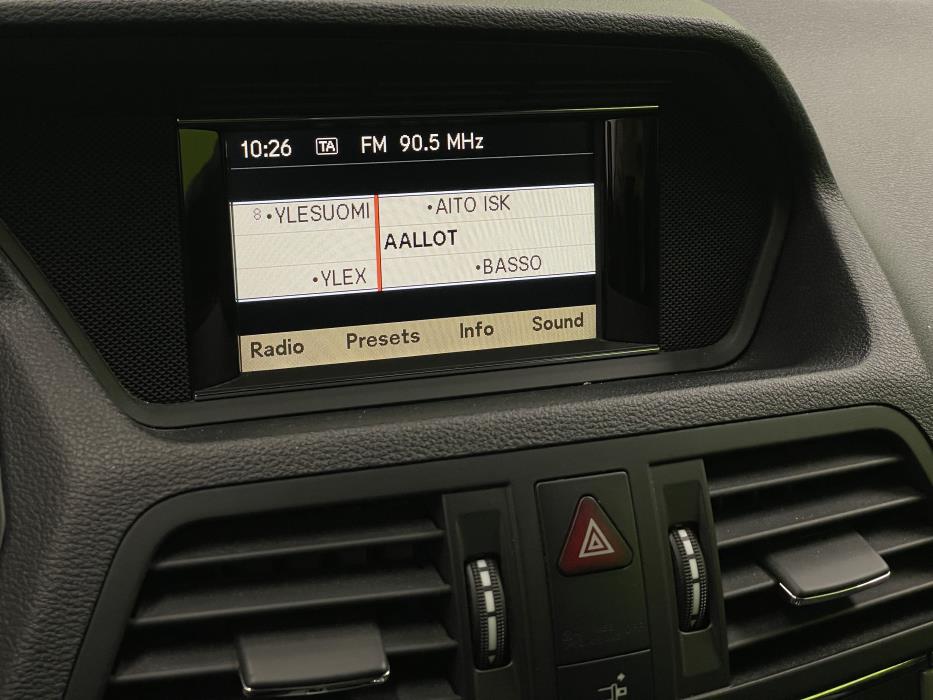 10:26 TA FM 90.5 MHz
8 •YLESUOMI •AITO ISK
AALLOT
•YLEX •BASSO
Radio Presets Info Sound